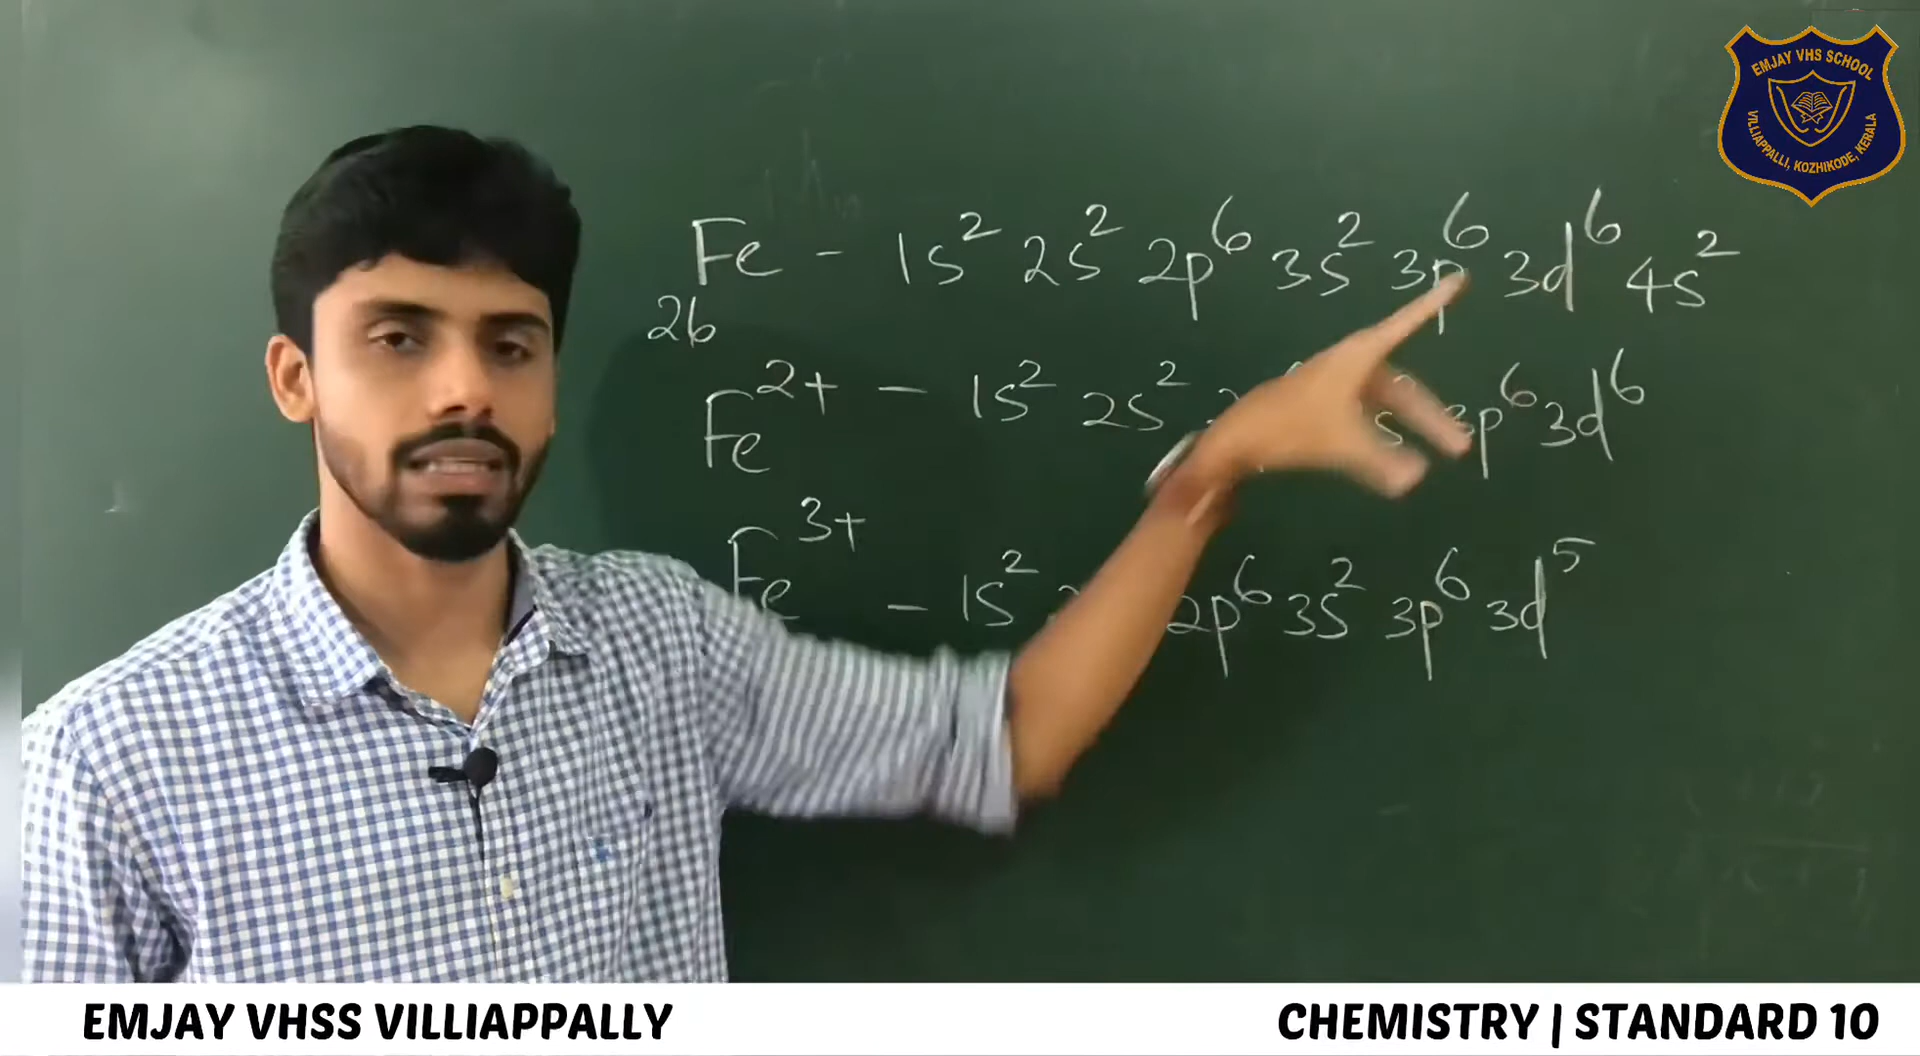 EMJAY VHS SCHOOL
VILLIAPPALLI, KOZHIKODE, KERALA
Fe - 1s² 2s² 2p⁶ 3s² 3p⁶ 3d⁶ 4s²
26
Fe²⁺ - 1s² 2s² 3p⁶ 3d⁶
Fe³⁺ - 1s² 2p⁶ 3s² 3p⁶ 3d⁵
EMJAY VHSS VILLIAPPALLY
CHEMISTRY | STANDARD 10